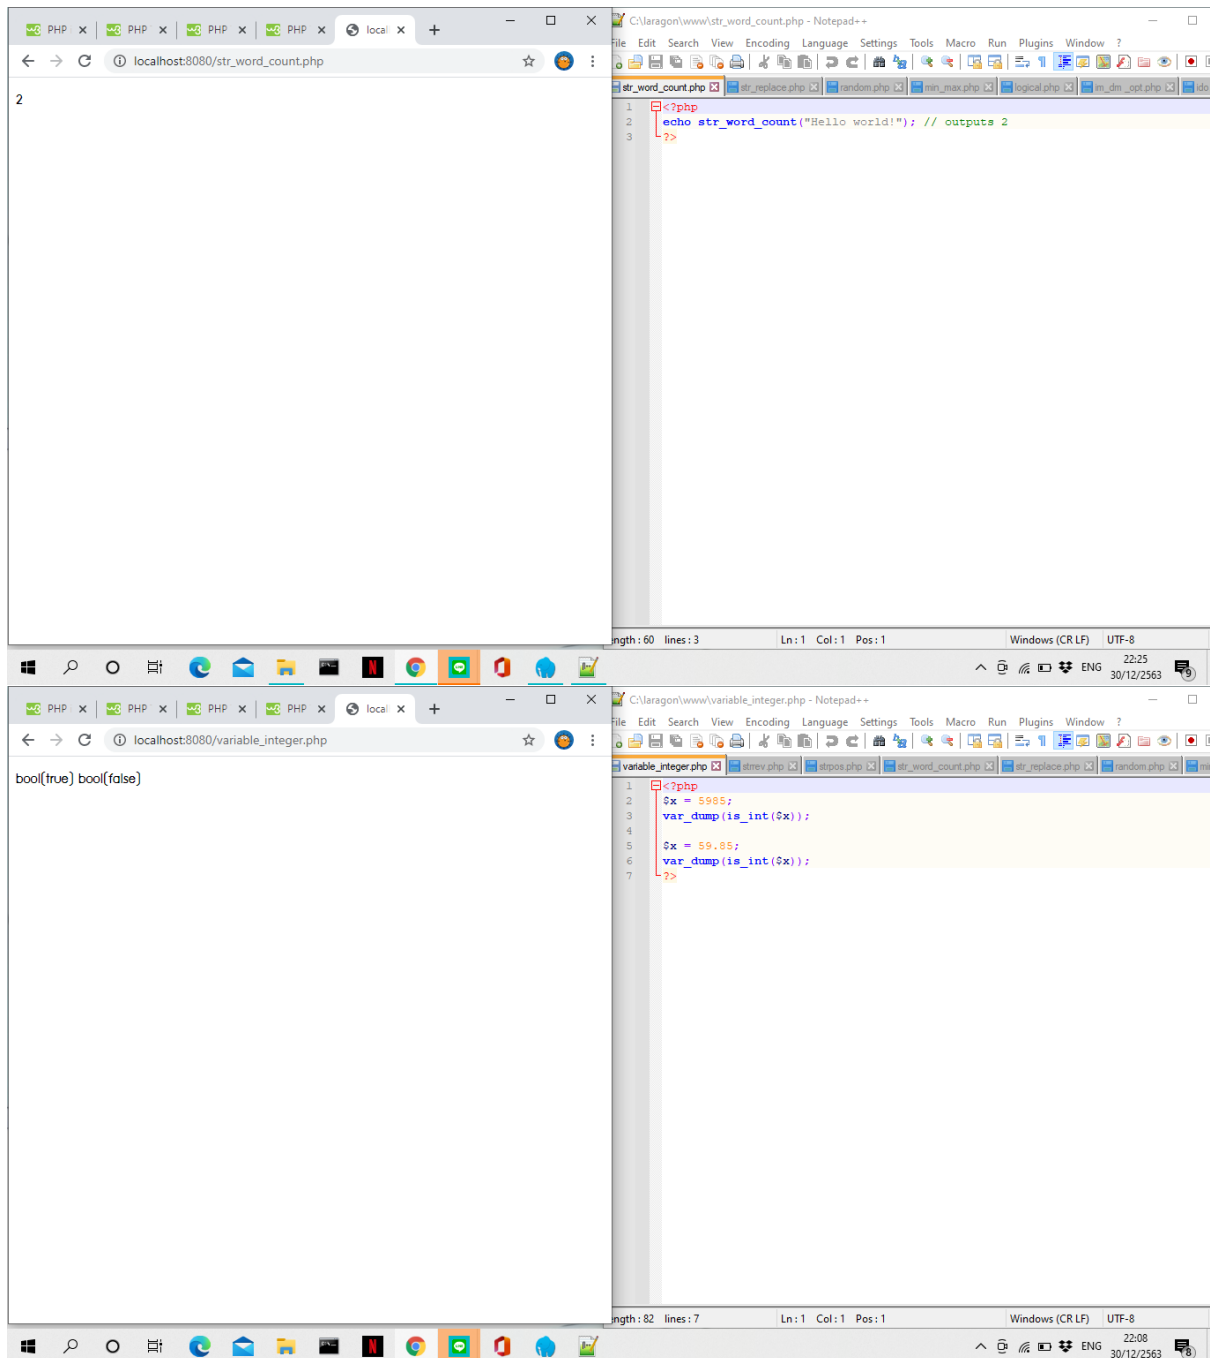 PHP PHP PHP PHP local
localhost:8080/str_word_count.php
2
C:\laragon\www\str_word_count.php - Notepad++
File Edit Search View Encoding Language Settings Tools Macro Run Plugins Window ?
str_word_count.php str_replace.php random.php min_max.php logical.php im_dm _opt.php
1 <?php
2 echo str_word_count("Hello world!"); // outputs 2
3 ?>
length : 60 lines : 3 Ln : 1 Col : 1 Pos : 1 Windows (CR LF) UTF-8
ENG 22:25
30/12/2563 9
PHP PHP PHP PHP local
localhost:8080/variable_integer.php
bool(true) bool(false)
C:\laragon\www\variable_integer.php - Notepad++
File Edit Search View Encoding Language Settings Tools Macro Run Plugins Window ?
variable_integer.php strrev.php strpos.php str_word_count.php str_replace.php random.php
1 <?php
2 $x = 5985;
3 var_dump(is_int($x));
4
5 $x = 59.85;
6 var_dump(is_int($x));
7 ?>
length : 82 lines : 7 Ln : 1 Col : 1 Pos : 1 Windows (CR LF) UTF-8
ENG 22:08
30/12/2563 8